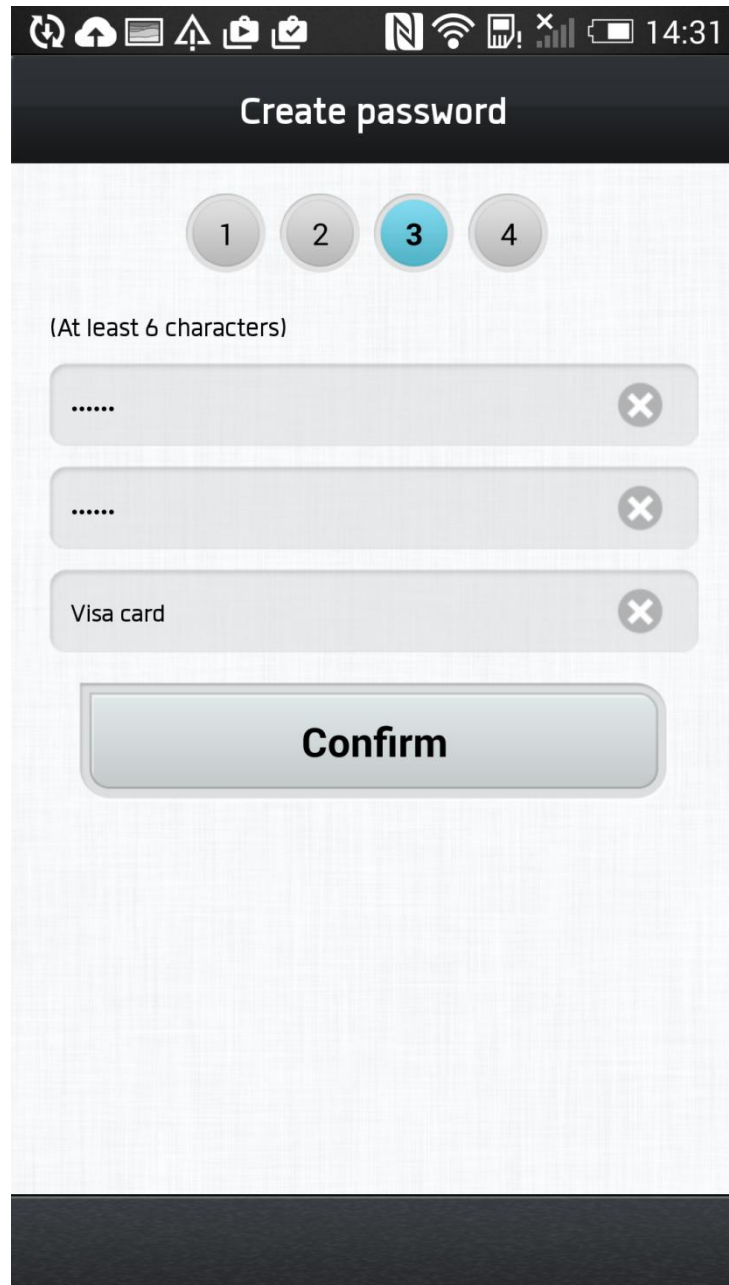 14:31
Create password
1 2 3 4
(At least 6 characters)
••••••
••••••
Visa card
Confirm